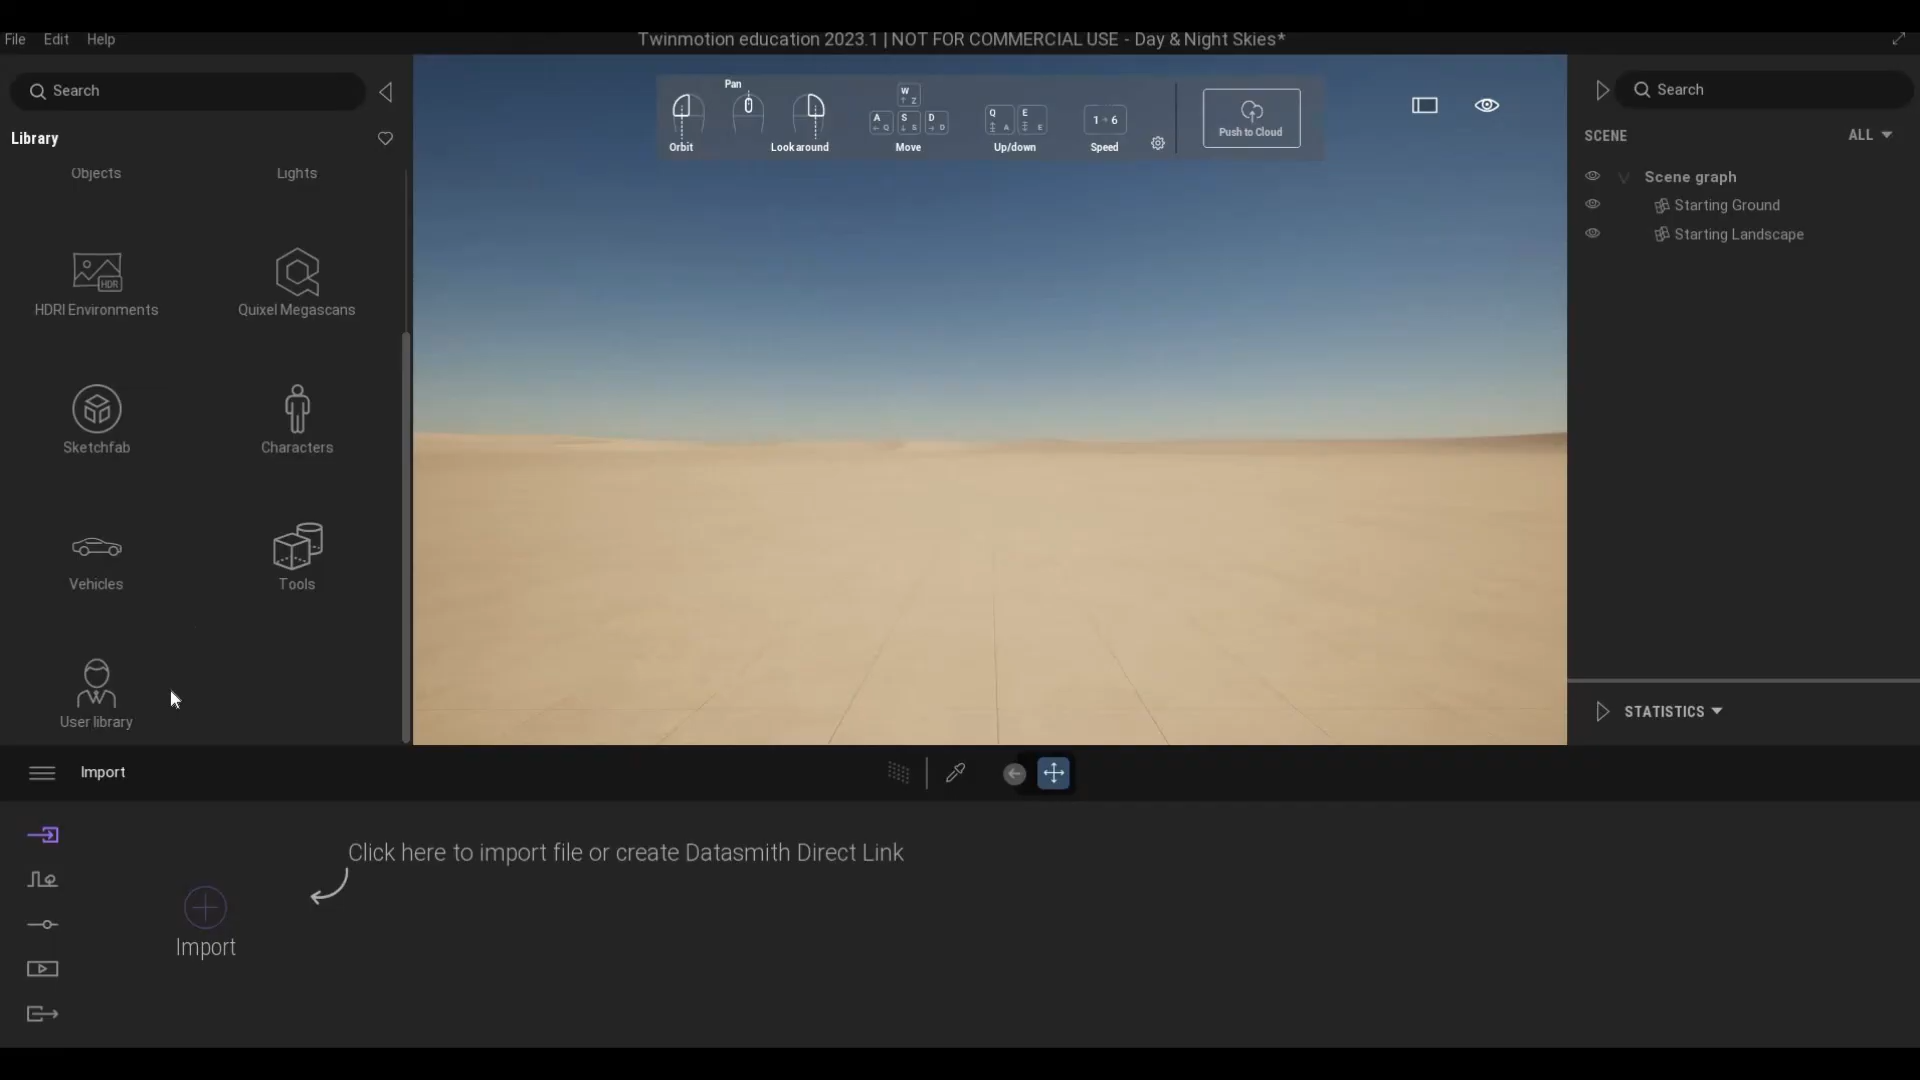 File Edit Help
Twinmotion education 2023.1 | NOT FOR COMMERCIAL USE - Day & Night Skies*
Search
Library
Objects Lights
HDR
HDRI Environments Quixel Megascans
Sketchfab Characters
Vehicles Tools
User library
Pan
Orbit
Look around
W
Z
A Q S S D D
Move
Q A E E
Up/down
1 6
Speed
Push to Cloud
Search
SCENE ALL
Scene graph
Starting Ground
Starting Landscape
STATISTICS
Import
Click here to import file or create Datasmith Direct Link
Import